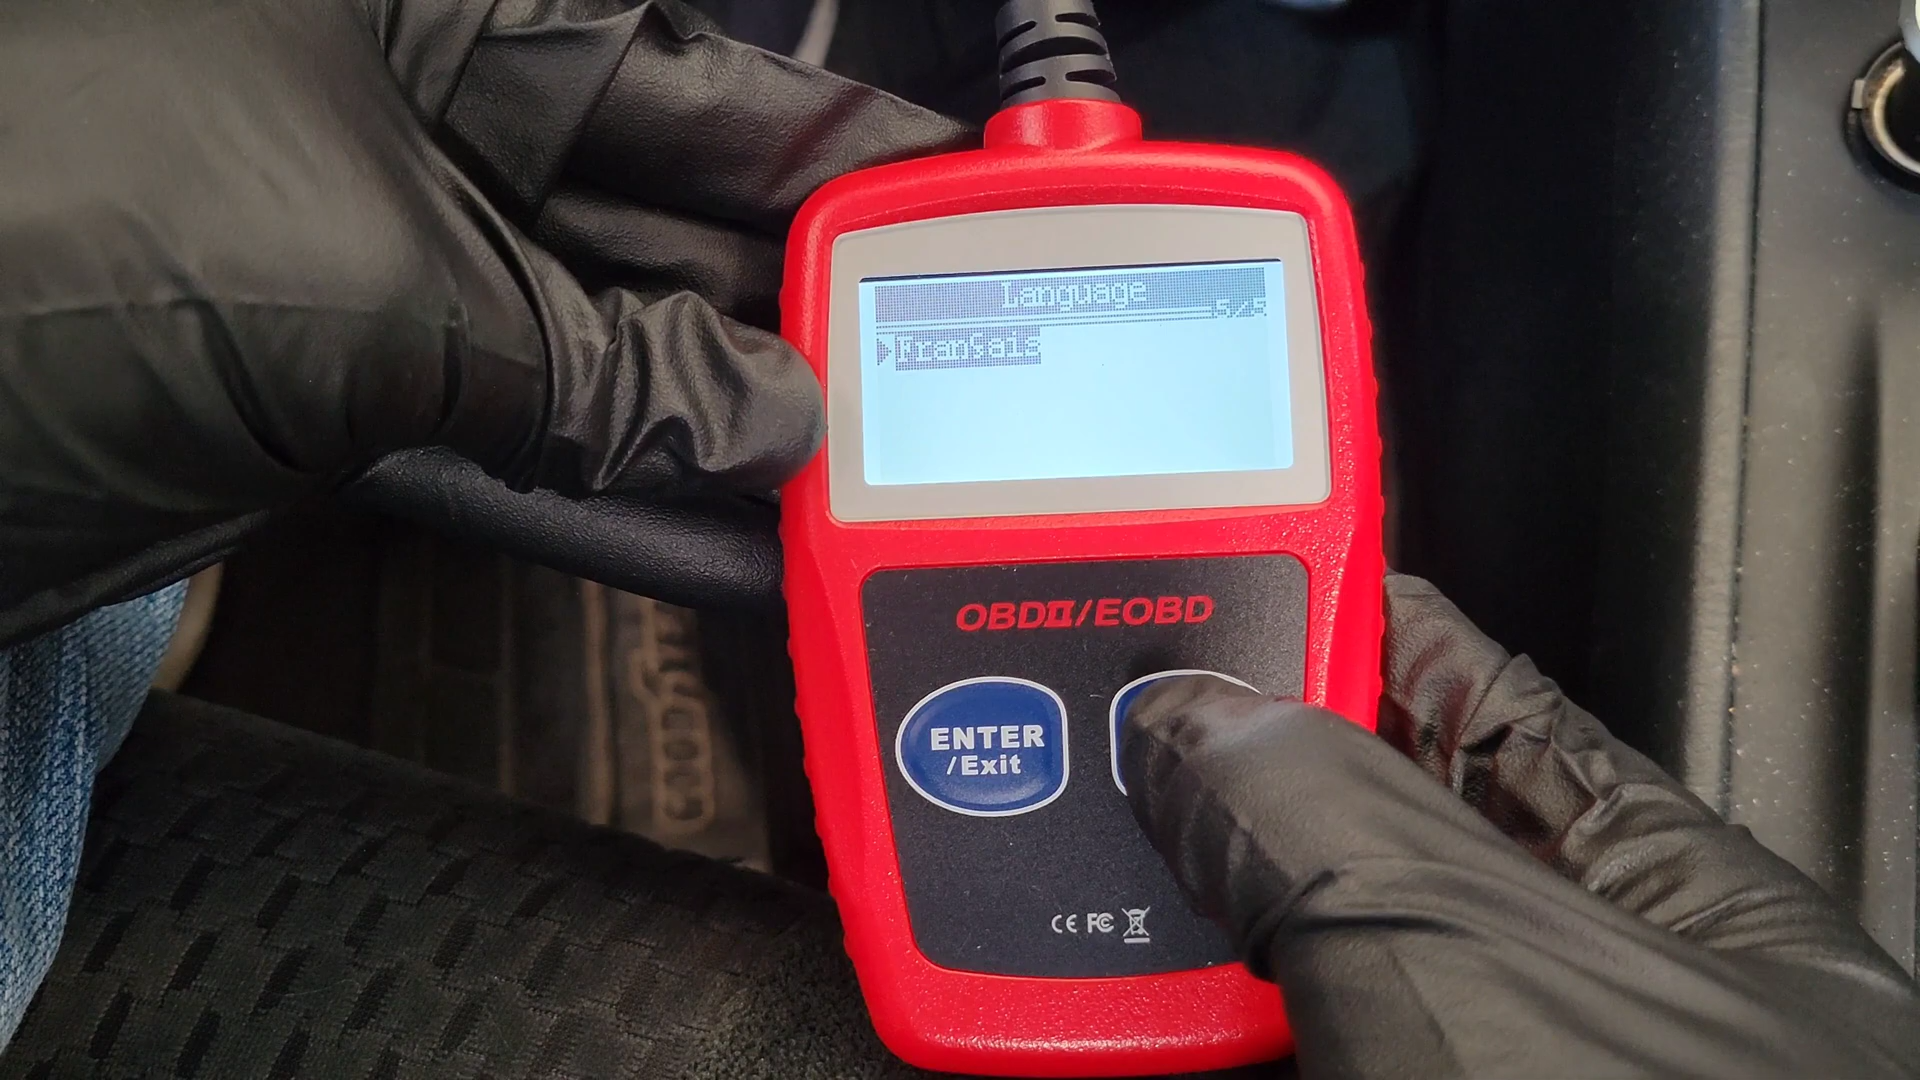 Language
5/5
Français
OBDII/EOBD
ENTER
/Exit
CE FC